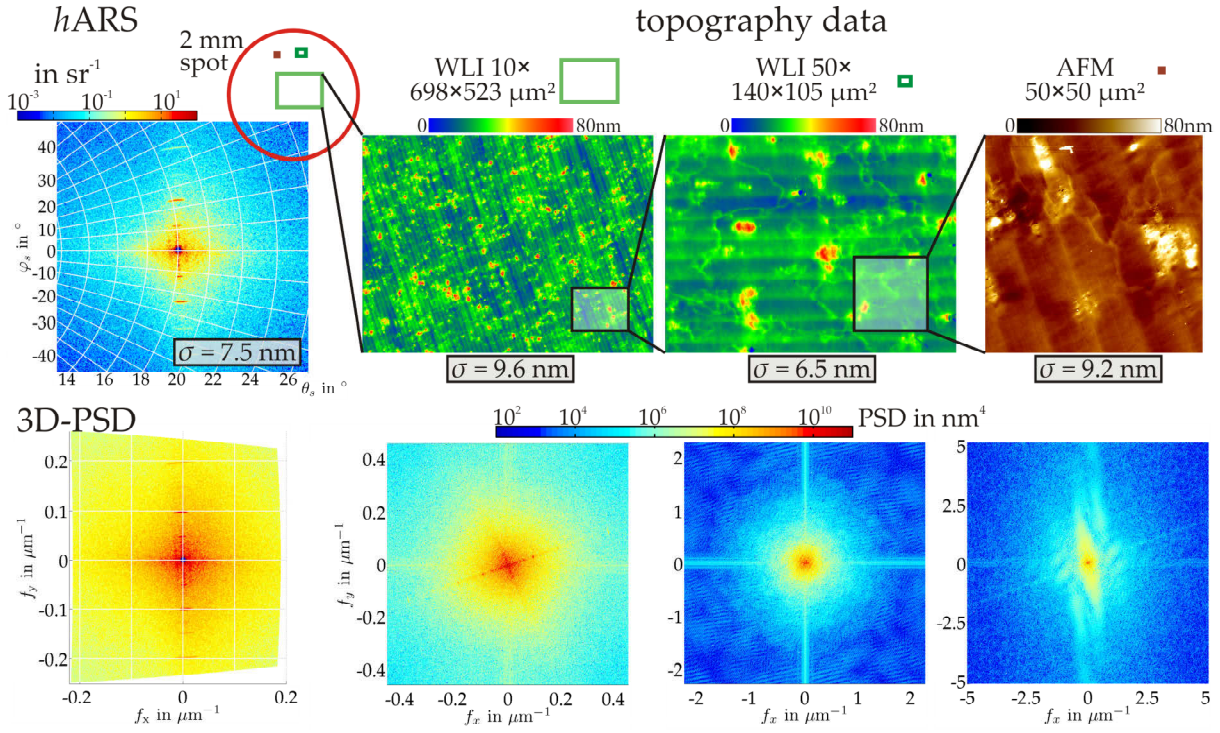 hARS
topography data
2 mm
spot
in sr⁻¹
10⁻³ 10⁻¹ 10¹
WLI 10×
698×523 µm²
WLI 50×
140×105 µm²
AFM
50×50 µm²
0 80nm
0 80nm
0 80nm
φₛ in °
40
30
20
10
0
-10
-20
-30
-40
14 16 18 20 22 24 26 θₛ in °
σ = 7.5 nm
σ = 9.6 nm
σ = 6.5 nm
σ = 9.2 nm
3D-PSD
10² 10⁴ 10⁶ 10⁸ 10¹⁰ PSD in nm⁴
f_y in µm⁻¹
0.2
0.1
0
-0.1
-0.2
-0.2 0 0.2
f_x in µm⁻¹
f_y in µm⁻¹
0.4
0.2
0
-0.2
-0.4
-0.4 -0.2 0 0.2 0.4
f_x in µm⁻¹
2
1
0
-1
-2
-2 -1 0 1 2
f_x in µm⁻¹
5
2.5
0
-2.5
-5
-5 -2.5 0 2.5 5
f_x in µm⁻¹